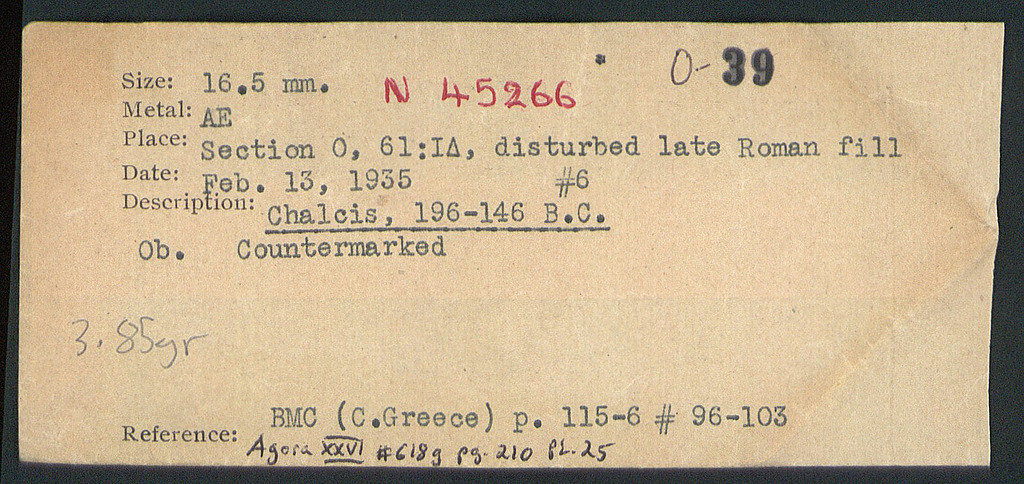 O-39
Size: 16.5 mm. N 45266
Metal: AE
Place: Section O, 61:IΔ, disturbed late Roman fill
Date: Feb. 13, 1935 #6
Description: Chalcis, 196-146 B.C.
Ob. Countermarked
3.85gr
BMC (C.Greece) p. 115-6 # 96-103
Reference: Agora XXVI #618g pg. 210 PL. 25